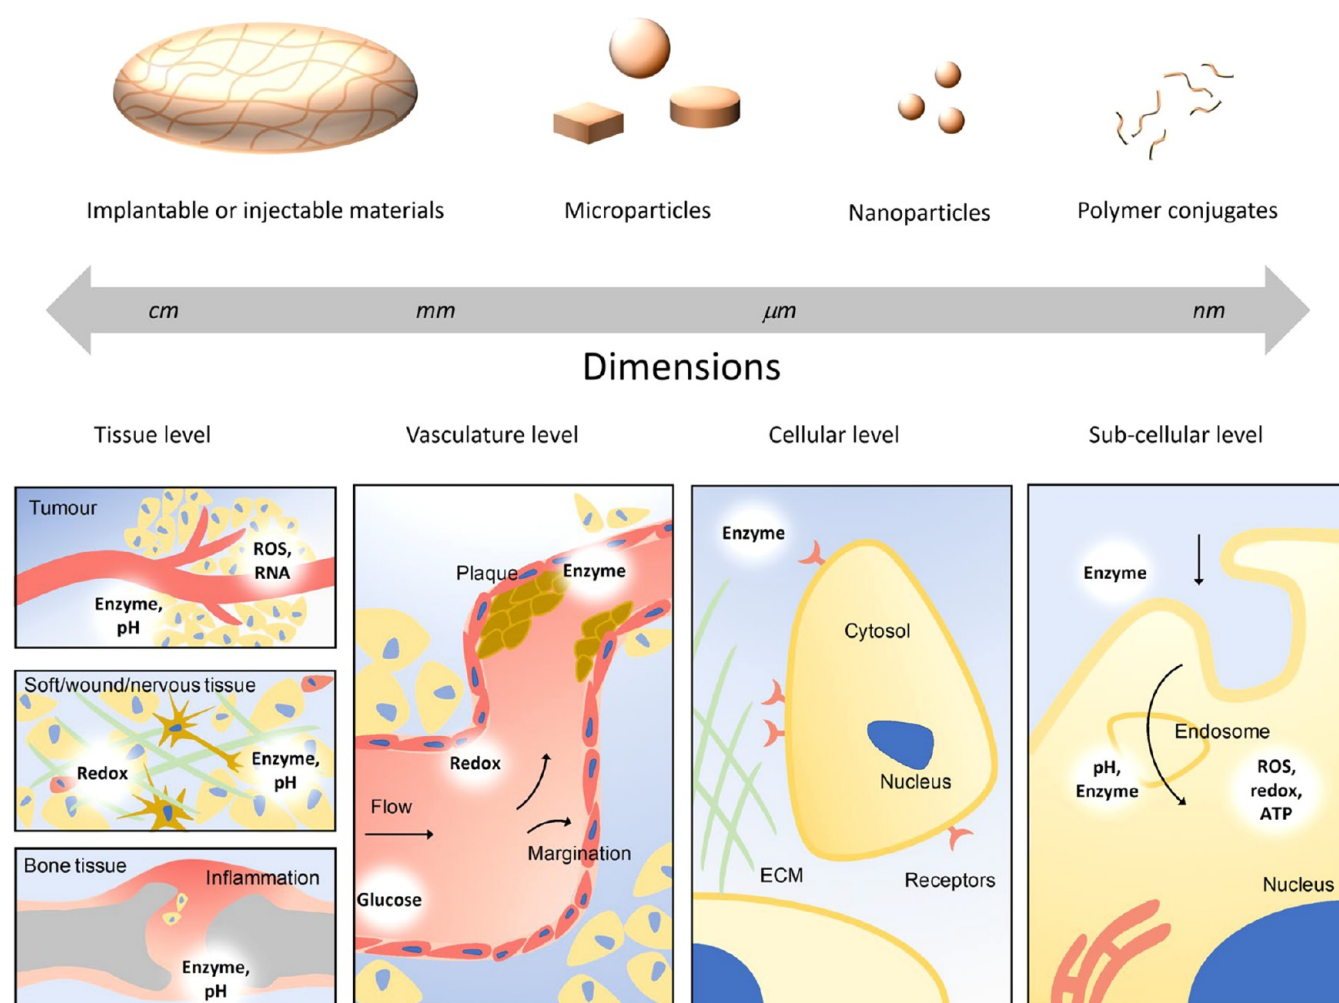 Implantable or injectable materials
Microparticles
Nanoparticles
Polymer conjugates
cm
mm
μm
nm
Dimensions
Tissue level
Vasculature level
Cellular level
Sub-cellular level
Tumour
ROS,
RNA
Enzyme,
pH
Soft/wound/nervous tissue
Redox
Enzyme,
pH
Bone tissue
Inflammation
Enzyme,
pH
Plaque
Enzyme
Redox
Flow
Margination
Glucose
Enzyme
Cytosol
Nucleus
ECM
Receptors
Enzyme
Endosome
pH,
Enzyme
ROS,
redox,
ATP
Nucleus